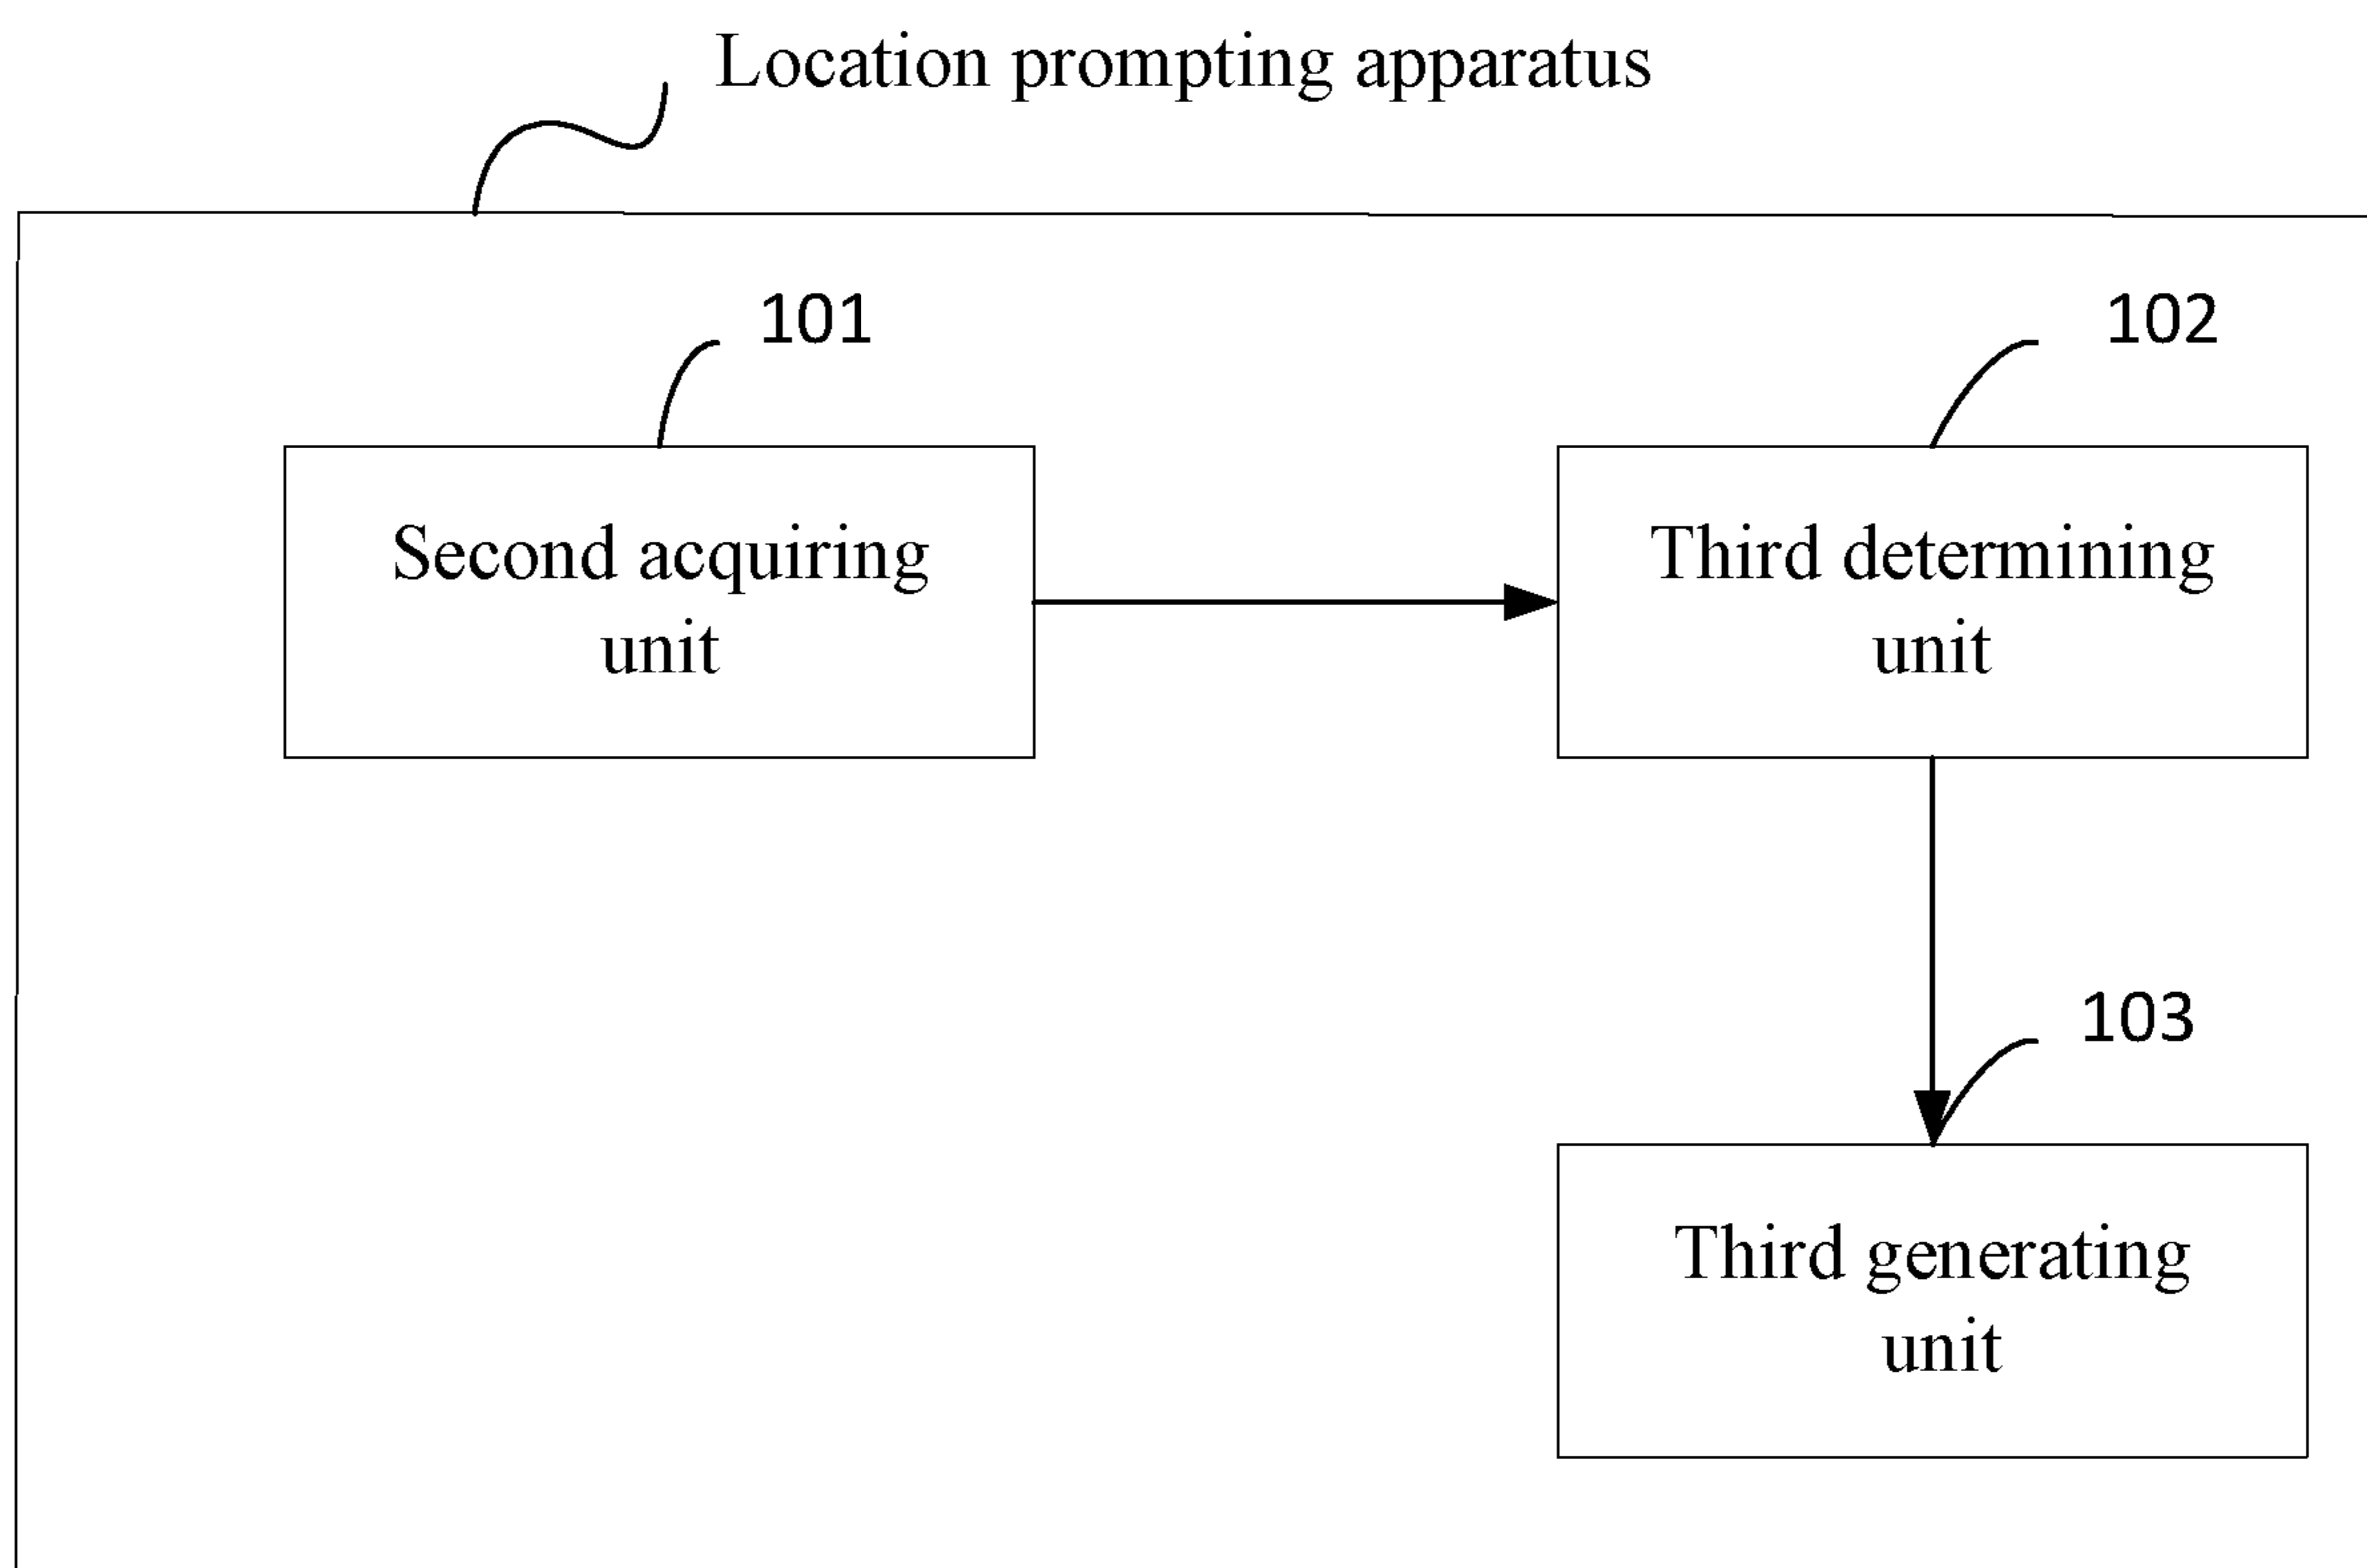 Location prompting apparatus
101
102
Second acquiring
unit
Third determining
unit
103
Third generating
unit